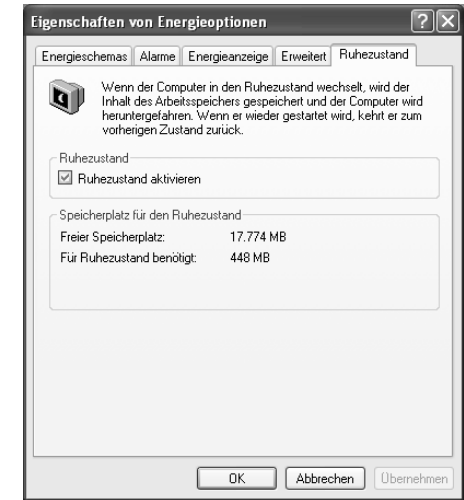 Eigenschaften von Energieoptionen
Energieschemas Alarme Energieanzeige Erweitert Ruhezustand
Wenn der Computer in den Ruhezustand wechselt, wird der
Inhalt des Arbeitsspeichers gespeichert und der Computer wird
heruntergefahren. Wenn er wieder gestartet wird, kehrt er zum
vorherigen Zustand zurück.
Ruhezustand
Ruhezustand aktivieren
Speicherplatz für den Ruhezustand
Freier Speicherplatz: 17.774 MB
Für Ruhezustand benötigt: 448 MB
OK Abbrechen Übernehmen